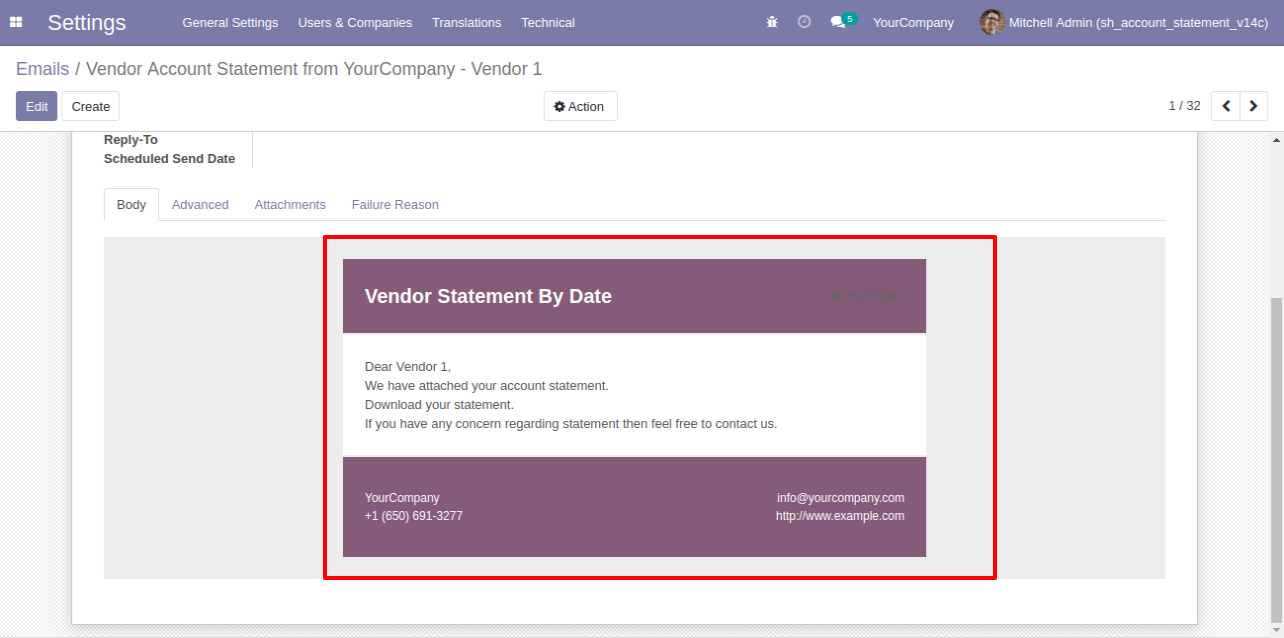 Settings General Settings Users & Companies Translations Technical 5 YourCompany Mitchell Admin (sh_account_statement_v14c)
Emails / Vendor Account Statement from YourCompany - Vendor 1
Edit Create Action 1 / 32
Reply-To
Scheduled Send Date
Body Advanced Attachments Failure Reason
Vendor Statement By Date
Dear Vendor 1,
We have attached your account statement.
Download your statement.
If you have any concern regarding statement then feel free to contact us.
YourCompany info@yourcompany.com
+1 (650) 691-3277 http://www.example.com